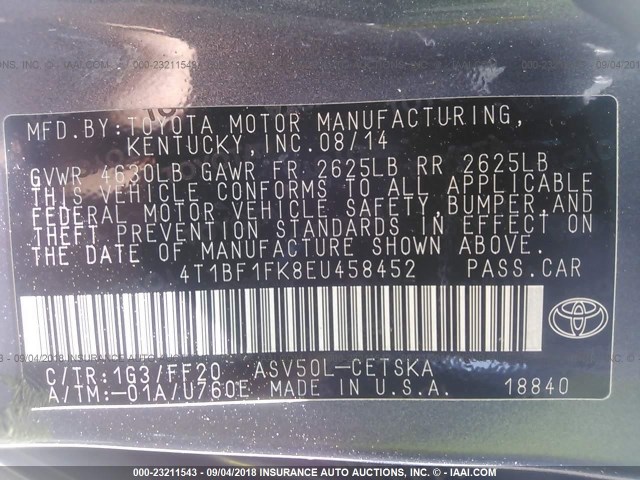 MFD.BY: TOYOTA MOTOR MANUFACTURING,
KENTUCKY, INC. 08/14
GVWR 4630LB GAWR FR 2625LB RR 2625LB
THIS VEHICLE CONFORMS TO ALL APPLICABLE
FEDERAL MOTOR VEHICLE SAFETY, BUMPER, AND
THEFT PREVENTION STANDARDS IN EFFECT ON
THE DATE OF MANUFACTURE SHOWN ABOVE.
4T1BF1FK8EU458452 PASS.CAR
C/TR:1G3/FF20 ASV50L-CETSKA
A/TM:-01A/U760E MADE IN U.S.A. 18840
000-23211543 - 09/04/2018 INSURANCE AUTO AUCTIONS, INC. - © IAAI.COM